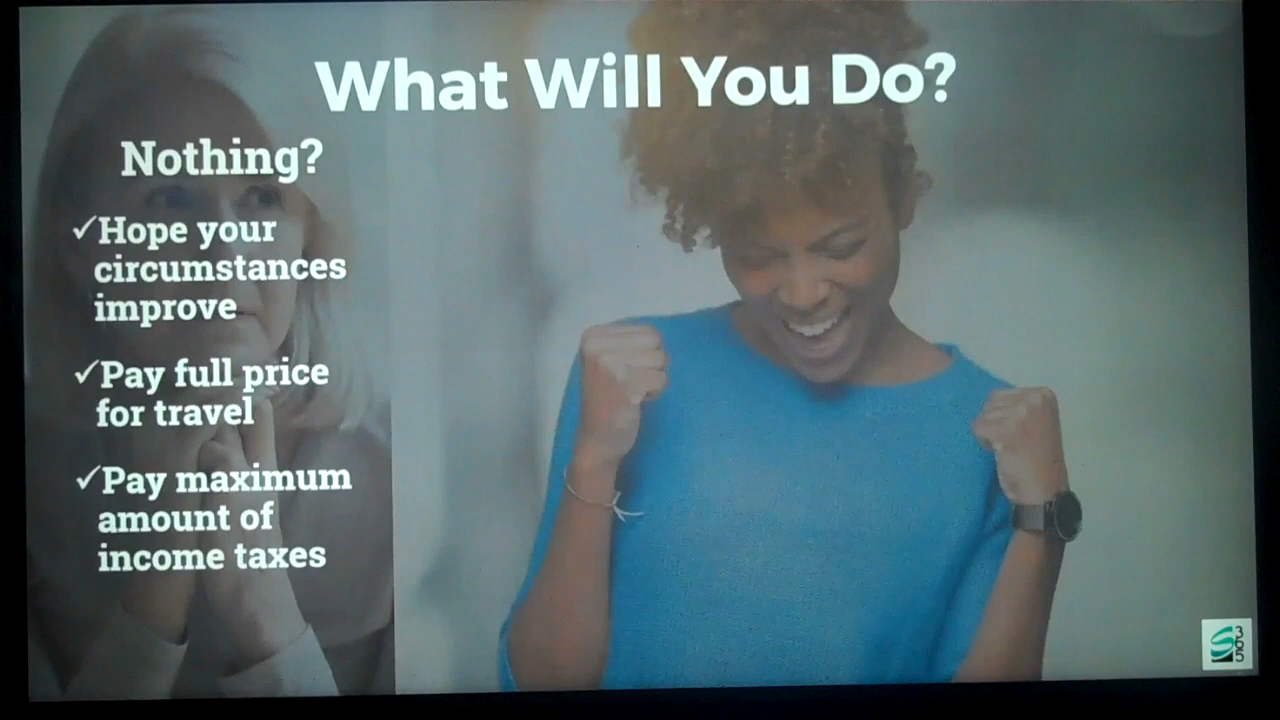 What Will You Do?
Nothing?
✓Hope your
circumstances
improve
✓Pay full price
for travel
✓Pay maximum
amount of
income taxes
S
365